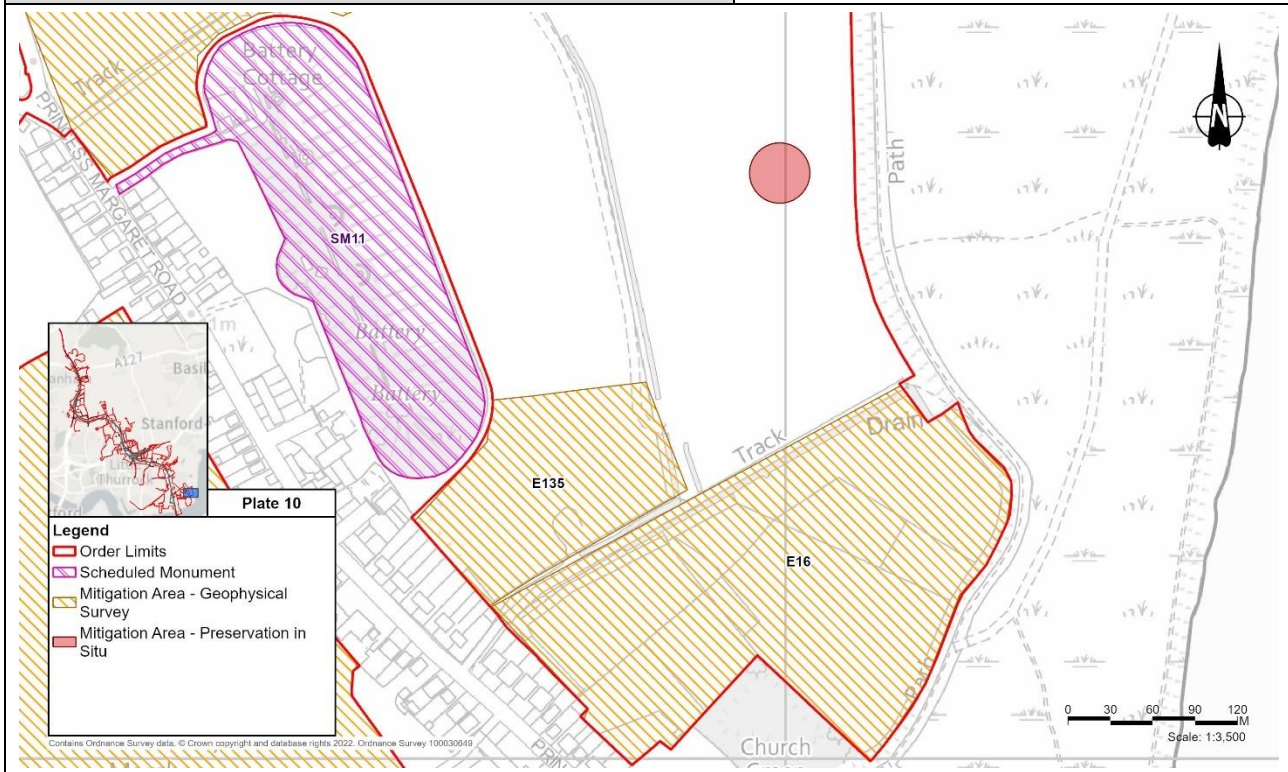 Battery
Cottage
Track
PRINCESS MARGARET ROAD
Path
SM11
Battery
Battery
Track
Drain
E135
E16
Path
Church
Green
N
A127
Stanford
Plate 10
Legend
Order Limits
Scheduled Monument
Mitigation Area - Geophysical
Survey
Mitigation Area - Preservation in
Situ
0 30 60 90 120
M
Scale: 1:3,500
Contains Ordnance Survey data. © Crown copyright and database rights 2022. Ordnance Survey 100030649